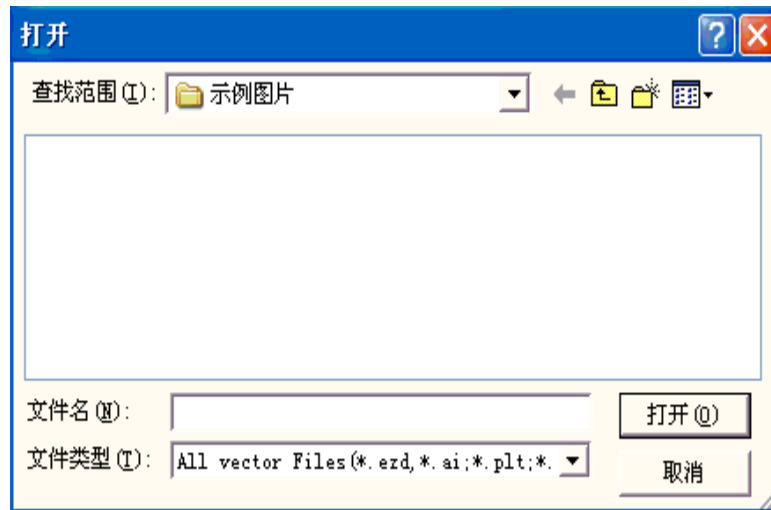 打开
查找范围(I): 示例图片
文件名(N):
打开(O)
文件类型(T): All vector Files(*.ezd,*.ai;*.plt;*.
取消